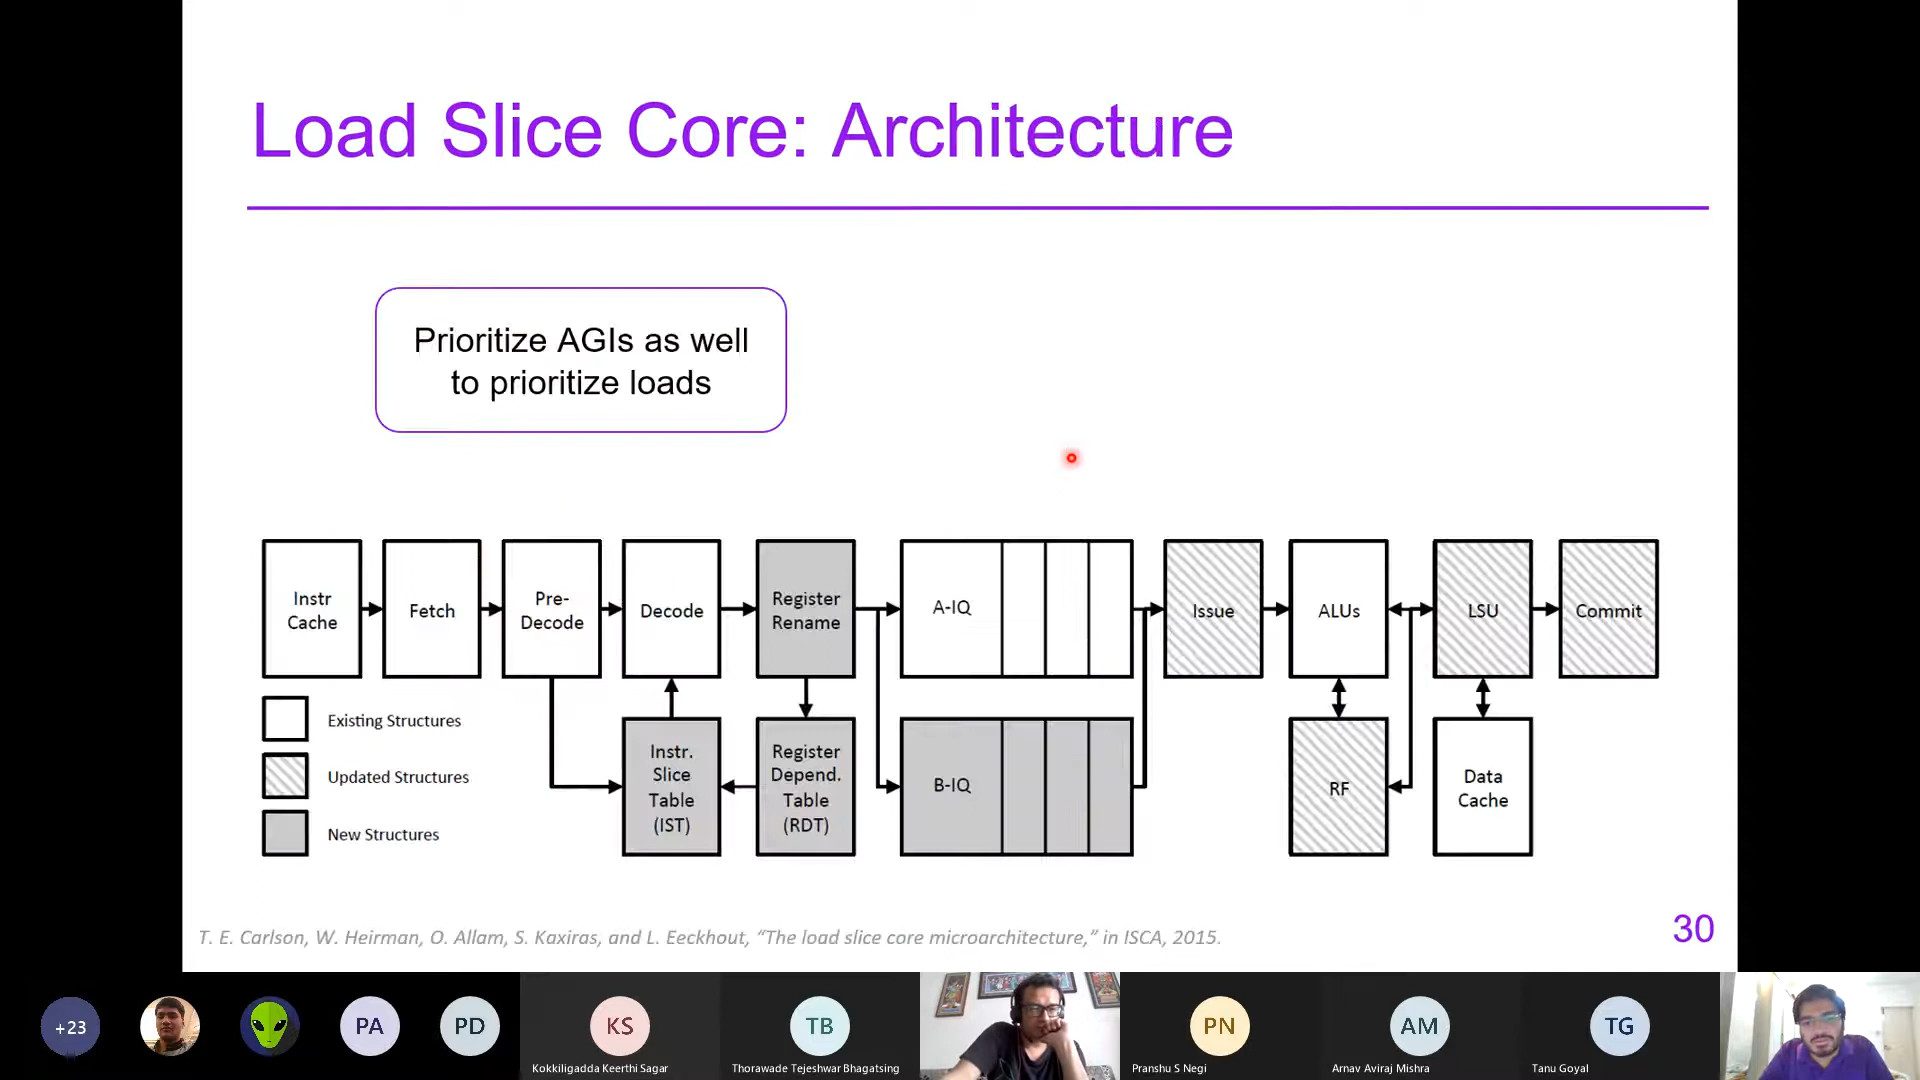 Load Slice Core: Architecture
Prioritize AGIs as well
to prioritize loads
Instr
Cache
Fetch
Pre-
Decode
Decode
Register
Rename
A-IQ
Issue
ALUs
LSU
Commit
Existing Structures
Updated Structures
New Structures
Instr.
Slice
Table
(IST)
Register
Depend.
Table
(RDT)
B-IQ
RF
Data
Cache
T. E. Carlson, W. Heirman, O. Allam, S. Kaxiras, and L. Eeckhout, “The load slice core microarchitecture,” in ISCA, 2015.
30
+23
PA
PD
KS
Kokkiligadda Keerthi Sagar
TB
Thorawade Tejeshwar Bhagatsing
PN
Pranshu S Negi
AM
Arnav Aviraj Mishra
TG
Tanu Goyal